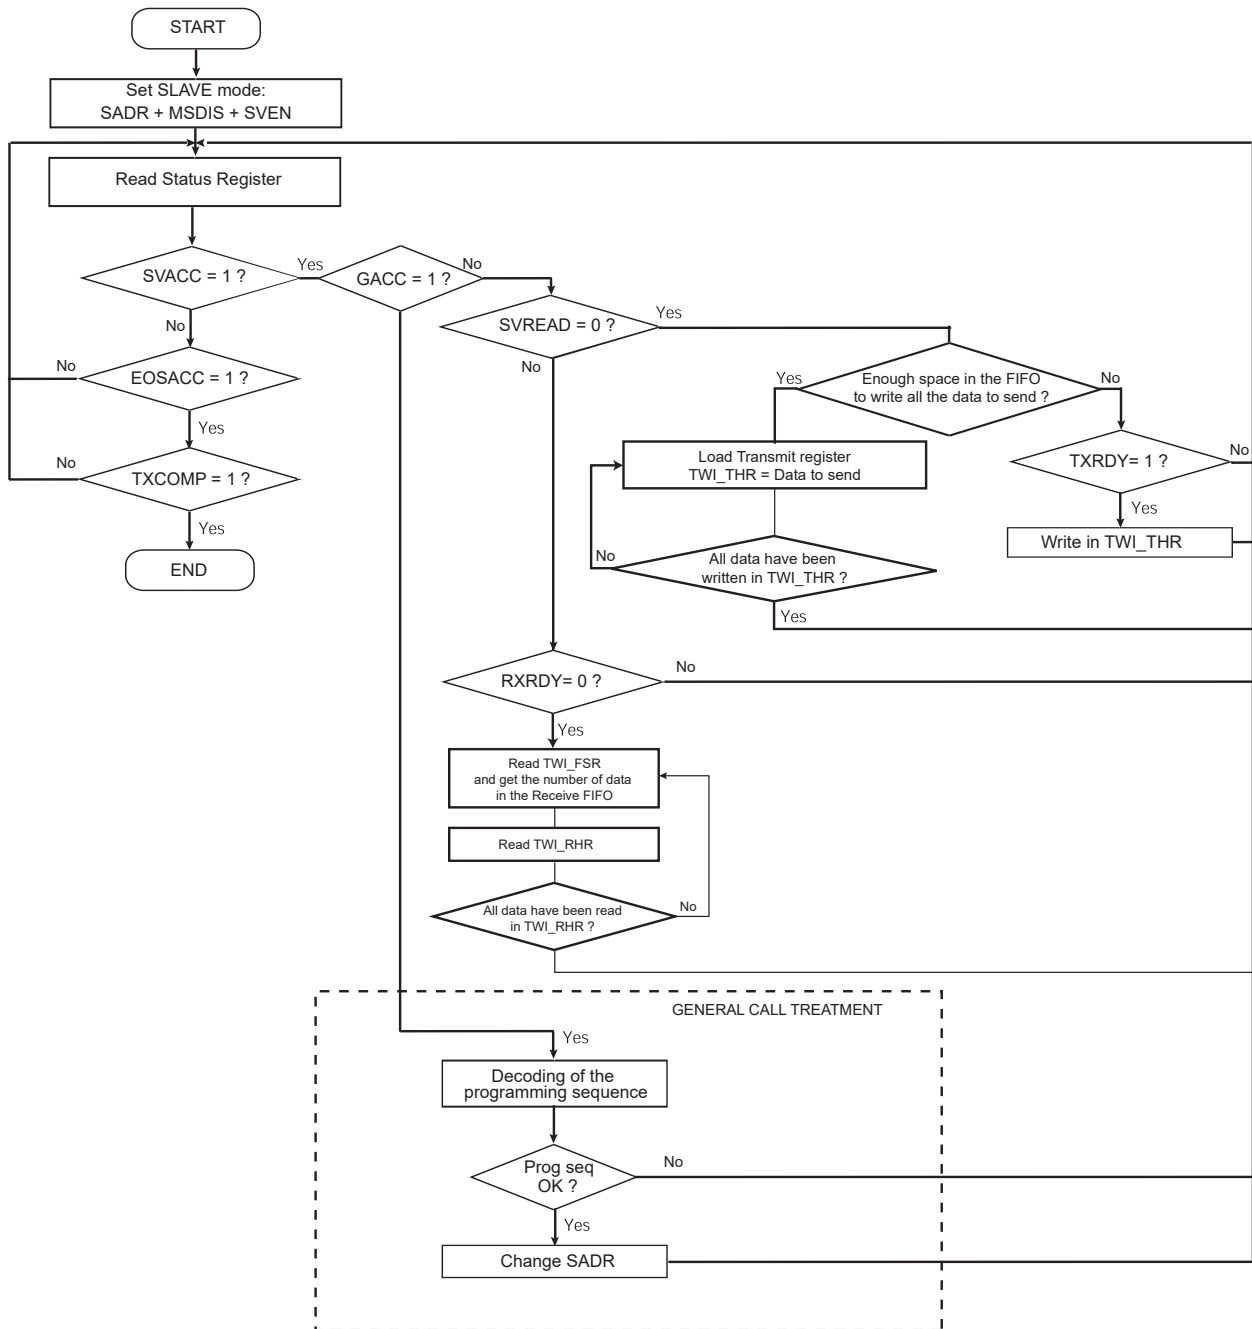 START
Set SLAVE mode:
SADR + MSDIS + SVEN
Read Status Register
SVACC = 1 ?
Yes
GACC = 1 ?
No
SVREAD = 0 ?
Yes
No
No
EOSACC = 1 ?
No
Yes
TXCOMP = 1 ?
No
Yes
END
Enough space in the FIFO
to write all the data to send ?
Yes
No
Load Transmit register
TWI_THR = Data to send
TXRDY= 1 ?
No
Yes
Write in TWI_THR
All data have been
written in TWI_THR ?
No
Yes
RXRDY= 0 ?
No
Yes
Read TWI_FSR
and get the number of data
in the Receive FIFO
Read TWI_RHR
All data have been read
in TWI_RHR ?
No
GENERAL CALL TREATMENT
Yes
Decoding of the
programming sequence
Prog seq
OK ?
No
Yes
Change SADR